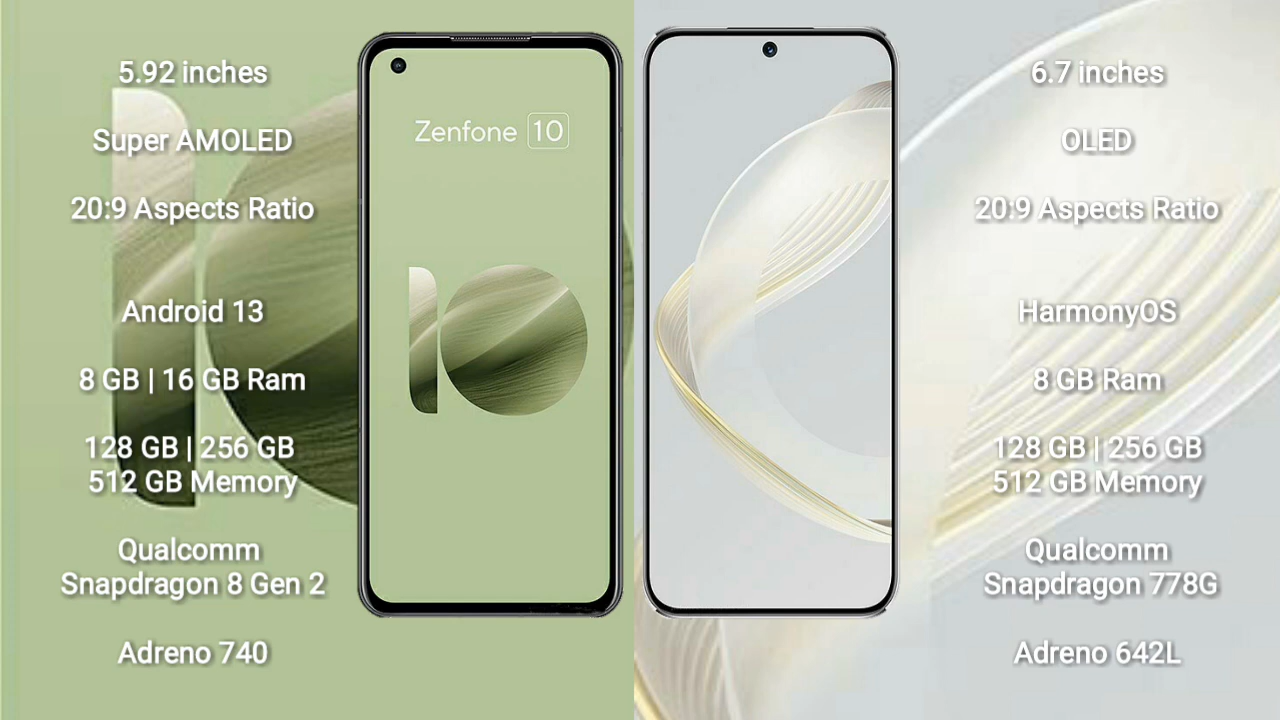 5.92 inches
Super AMOLED
20:9 Aspects Ratio
Android 13
8 GB | 16 GB Ram
128 GB | 256 GB
512 GB Memory
Qualcomm
Snapdragon 8 Gen 2
Adreno 740
Zenfone 10
10
6.7 inches
OLED
20:9 Aspects Ratio
HarmonyOS
8 GB Ram
128 GB | 256 GB
512 GB Memory
Qualcomm
Snapdragon 778G
Adreno 642L